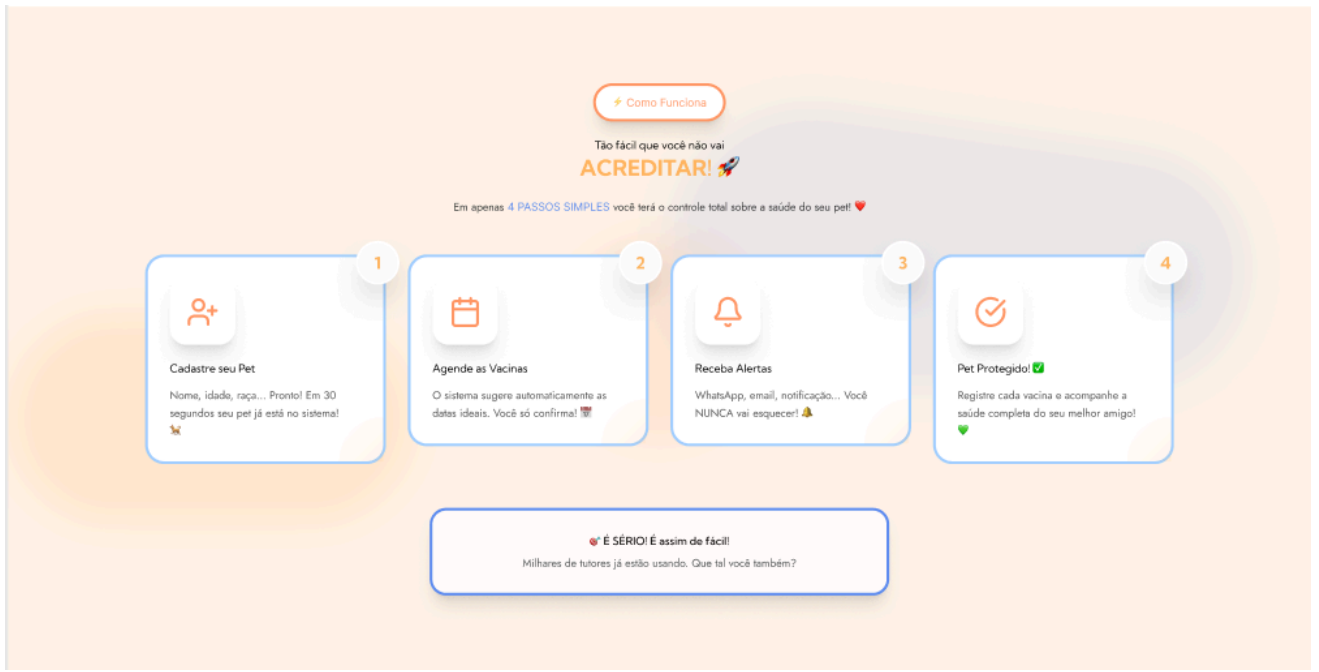 ⚡ Como Funciona
Tão fácil que você não vai
ACREDITAR! 🚀
Em apenas 4 PASSOS SIMPLES você terá o controle total sobre a saúde do seu pet! ❤️
1
Cadastre seu Pet
Nome, idade, raça... Pronto! Em 30
segundos seu pet já está no sistema!
🐕
2
Agende as Vacinas
O sistema sugere automaticamente as
datas ideais. Você só confirma! 📅
3
Receba Alertas
WhatsApp, email, notificação... Você
NUNCA vai esquecer! 🔔
4
Pet Protegido! ✅
Registre cada vacina e acompanhe a
saúde completa do seu melhor amigo!
💚
🎯 É SÉRIO! É assim de fácil!
Milhares de tutores já estão usando. Que tal você também?